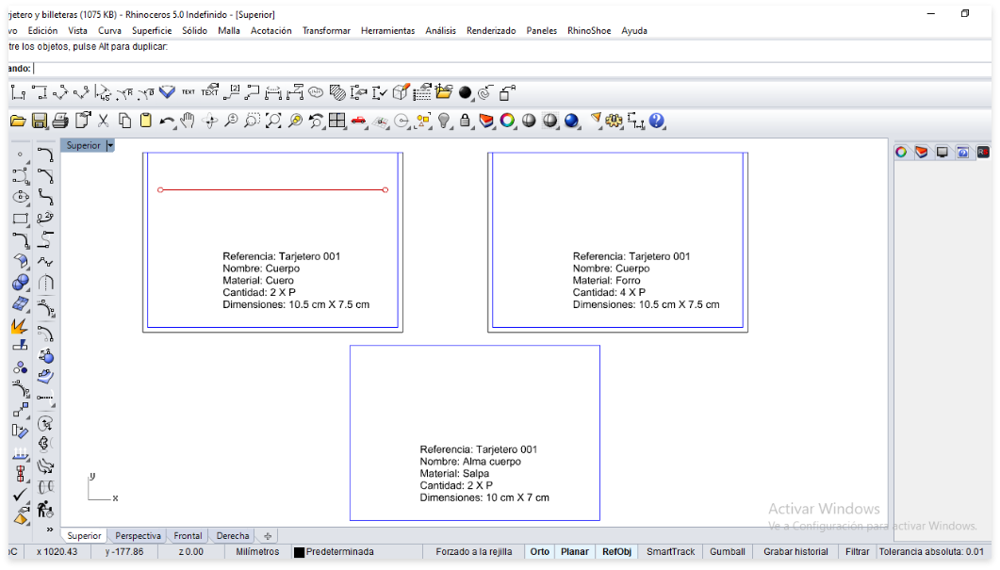 rjetero y billeteras (1075 KB) - Rhinoceros 5.0 Indefinido - [Superior]
vo Edición Vista Curva Superficie Sólido Malla Acotación Transformar Herramientas Análisis Renderizado Paneles RhinoShoe Ayuda
tre los objetos, pulse Alt para duplicar:
ando:
TEXT TEXT
Superior
Referencia: Tarjetero 001
Nombre: Cuerpo
Material: Cuero
Cantidad: 2 X P
Dimensiones: 10.5 cm X 7.5 cm
Referencia: Tarjetero 001
Nombre: Cuerpo
Material: Forro
Cantidad: 4 X P
Dimensiones: 10.5 cm X 7.5 cm
Referencia: Tarjetero 001
Nombre: Alma cuerpo
Material: Salpa
Cantidad: 2 X P
Dimensiones: 10 cm X 7 cm
y
x
Activar Windows
Ve a Configuración para activar Windows.
Superior Perspectiva Frontal Derecha
oC x 1020.43 y -177.86 z 0.00 Milímetros Predeterminada Forzado a la rejilla Orto Planar RefObj SmartTrack Gumball Grabar historial Filtrar Tolerancia absoluta: 0.01